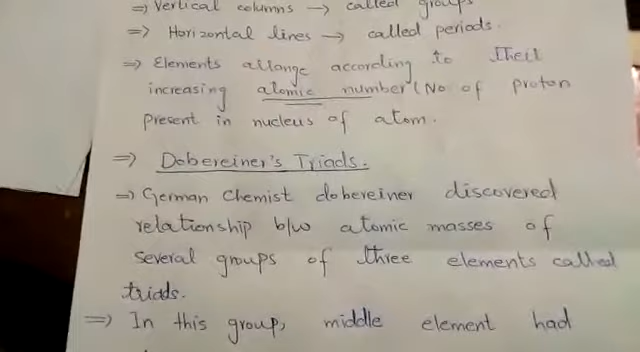 ⇒ Vertical columns → called groups
⇒ Horizontal lines → called periods.
⇒ Elements allange according to their
increasing atomic number (No of proton
present in nucleus of atom.
⇒ Dobereiner's Triads.
⇒ German Chemist dobereiner discovered
relationship b/w atomic masses of
several groups of three elements called
triads.
⇒ In this group, middle element had